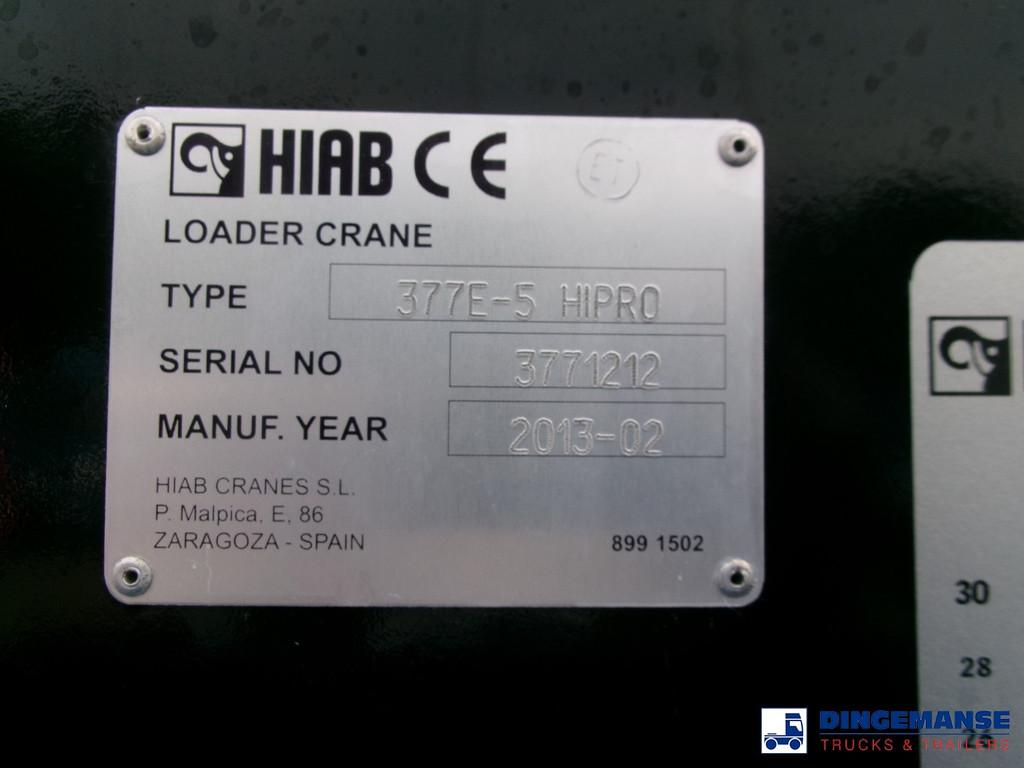 HIAB CE
ET
LOADER CRANE
TYPE 377E-5 HIPRO
SERIAL NO 3771212
MANUF. YEAR 2013-02
HIAB CRANES S.L.
P. Malpica, E, 86
ZARAGOZA - SPAIN
899 1502
30
28
26
DINGEMANSE
TRUCKS & TRAILERS